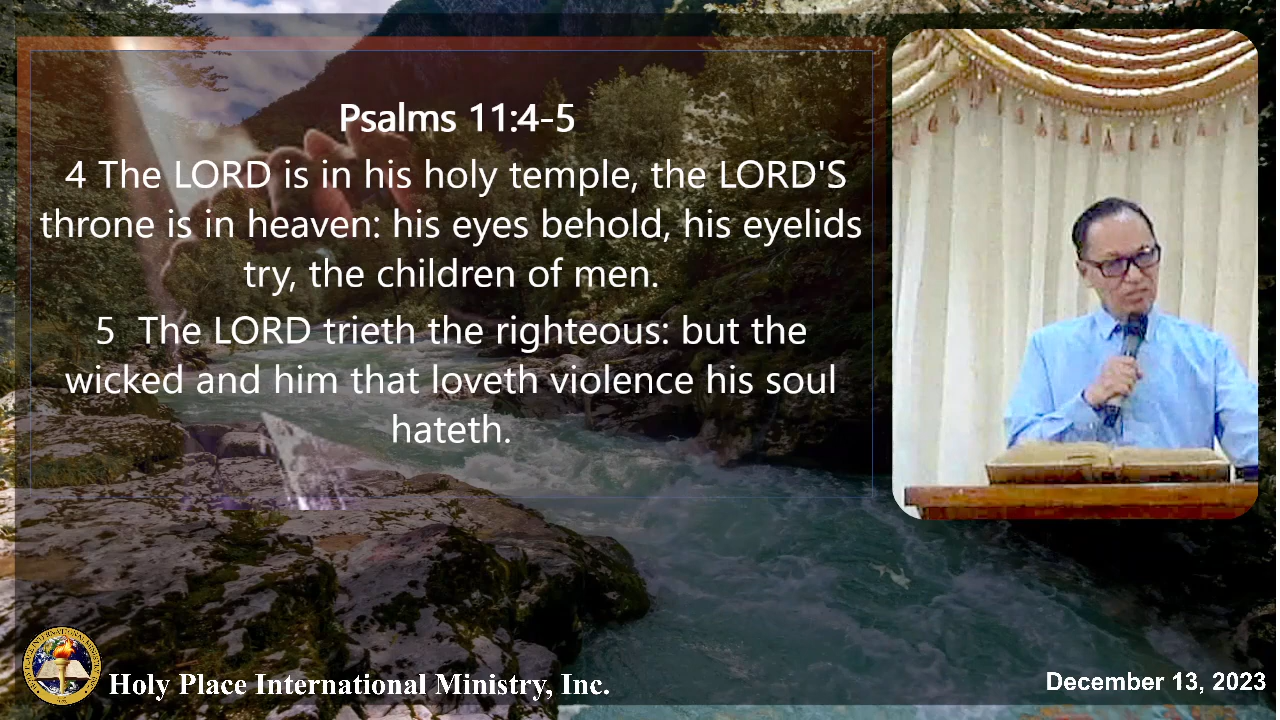 Psalms 11:4-5
4 The LORD is in his holy temple, the LORD'S
throne is in heaven: his eyes behold, his eyelids
try, the children of men.
5 The LORD trieth the righteous: but the
wicked and him that loveth violence his soul
hateth.
Holy Place International Ministry, Inc.
December 13, 2023